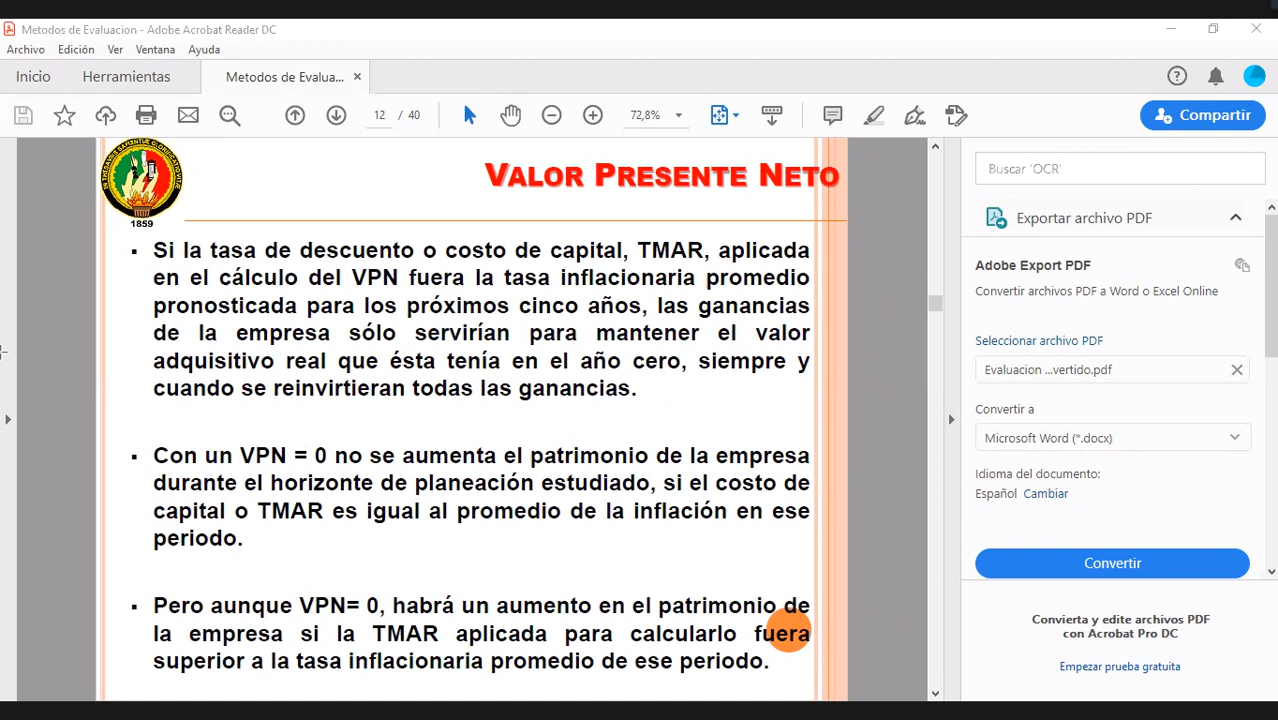 Metodos de Evaluacion - Adobe Acrobat Reader DC
Archivo Edición Ver Ventana Ayuda
Inicio Herramientas Metodos de Evalua... ×
12 / 40 72,8% Compartir
VALOR PRESENTE NETO
1859
▪ Si la tasa de descuento o costo de capital, TMAR, aplicada
en el cálculo del VPN fuera la tasa inflacionaria promedio
pronosticada para los próximos cinco años, las ganancias
de la empresa sólo servirían para mantener el valor
adquisitivo real que ésta tenía en el año cero, siempre y
cuando se reinvirtieran todas las ganancias.
▪ Con un VPN = 0 no se aumenta el patrimonio de la empresa
durante el horizonte de planeación estudiado, si el costo de
capital o TMAR es igual al promedio de la inflación en ese
periodo.
▪ Pero aunque VPN= 0, habrá un aumento en el patrimonio de
la empresa si la TMAR aplicada para calcularlo fuera
superior a la tasa inflacionaria promedio de ese periodo.
Buscar 'OCR'
Exportar archivo PDF
Adobe Export PDF
Convertir archivos PDF a Word o Excel Online
Seleccionar archivo PDF
Evaluacion ...vertido.pdf
Convertir a
Microsoft Word (*.docx)
Idioma del documento:
Español Cambiar
Convertir
Convierta y edite archivos PDF
con Acrobat Pro DC
Empezar prueba gratuita